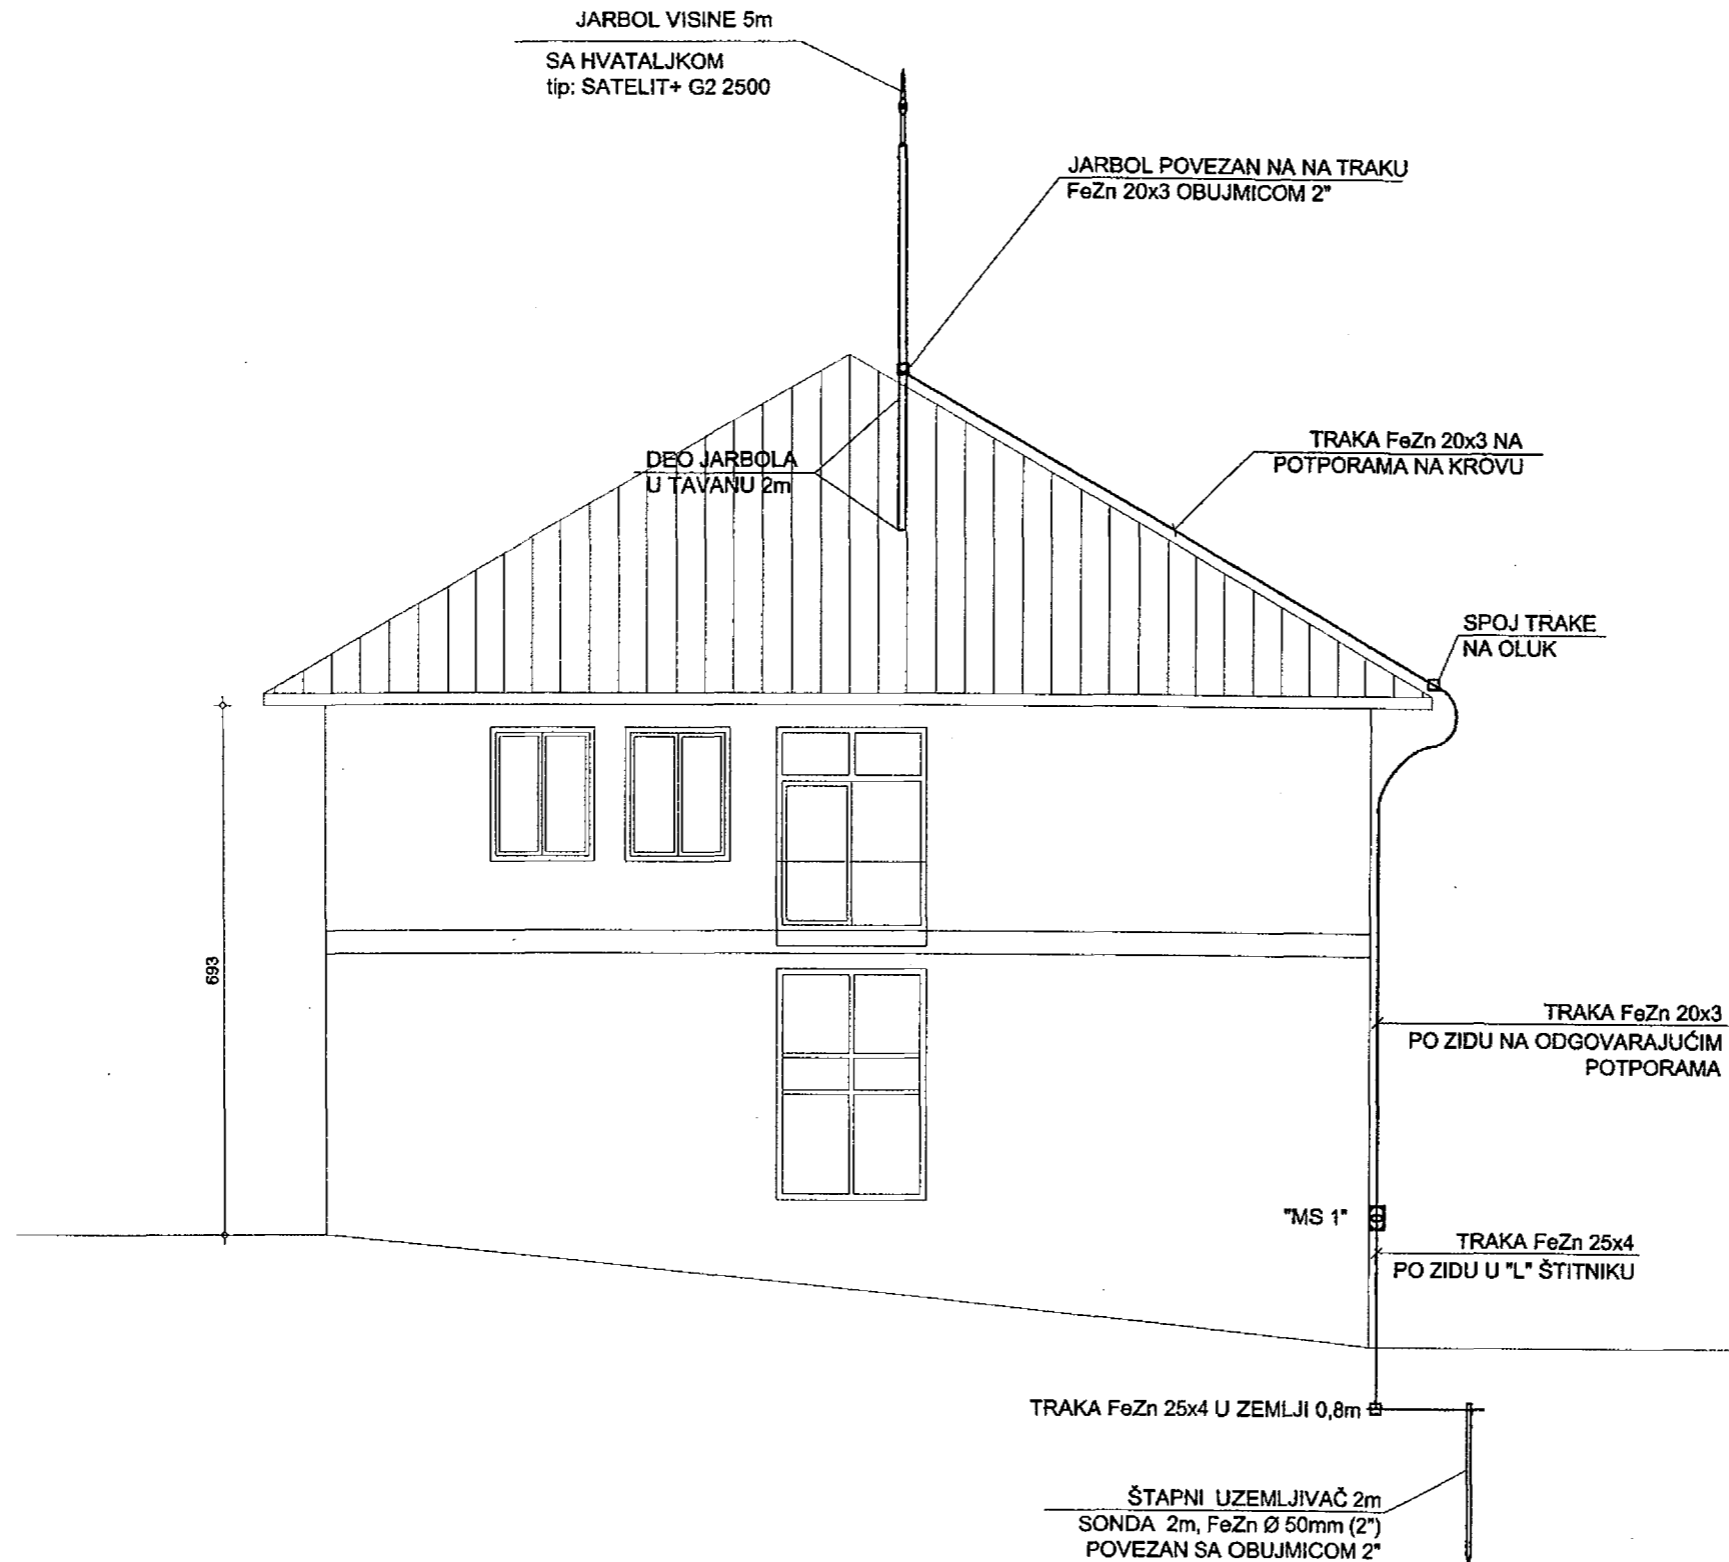 JARBOL VISINE 5m
SA HVATALJKOM
tip: SATELIT+ G2 2500
JARBOL POVEZAN NA NA TRAKU
FeZn 20x3 OBUJMICOM 2"
TRAKA FeZn 20x3 NA
POTPORAMA NA KROVU
DEO JARBOLA
U TAVANU 2m
SPOJ TRAKE
NA OLUK
693
TRAKA FeZn 20x3
PO ZIDU NA ODGOVARAJUĆIM
POTPORAMA
"MS 1"
TRAKA FeZn 25x4
PO ZIDU U "L" ŠTITNIKU
TRAKA FeZn 25x4 U ZEMLJI 0,8m
ŠTAPNI UZEMLJIVAČ 2m
SONDA 2m, FeZn Ø 50mm (2")
POVEZAN SA OBUJMICOM 2"